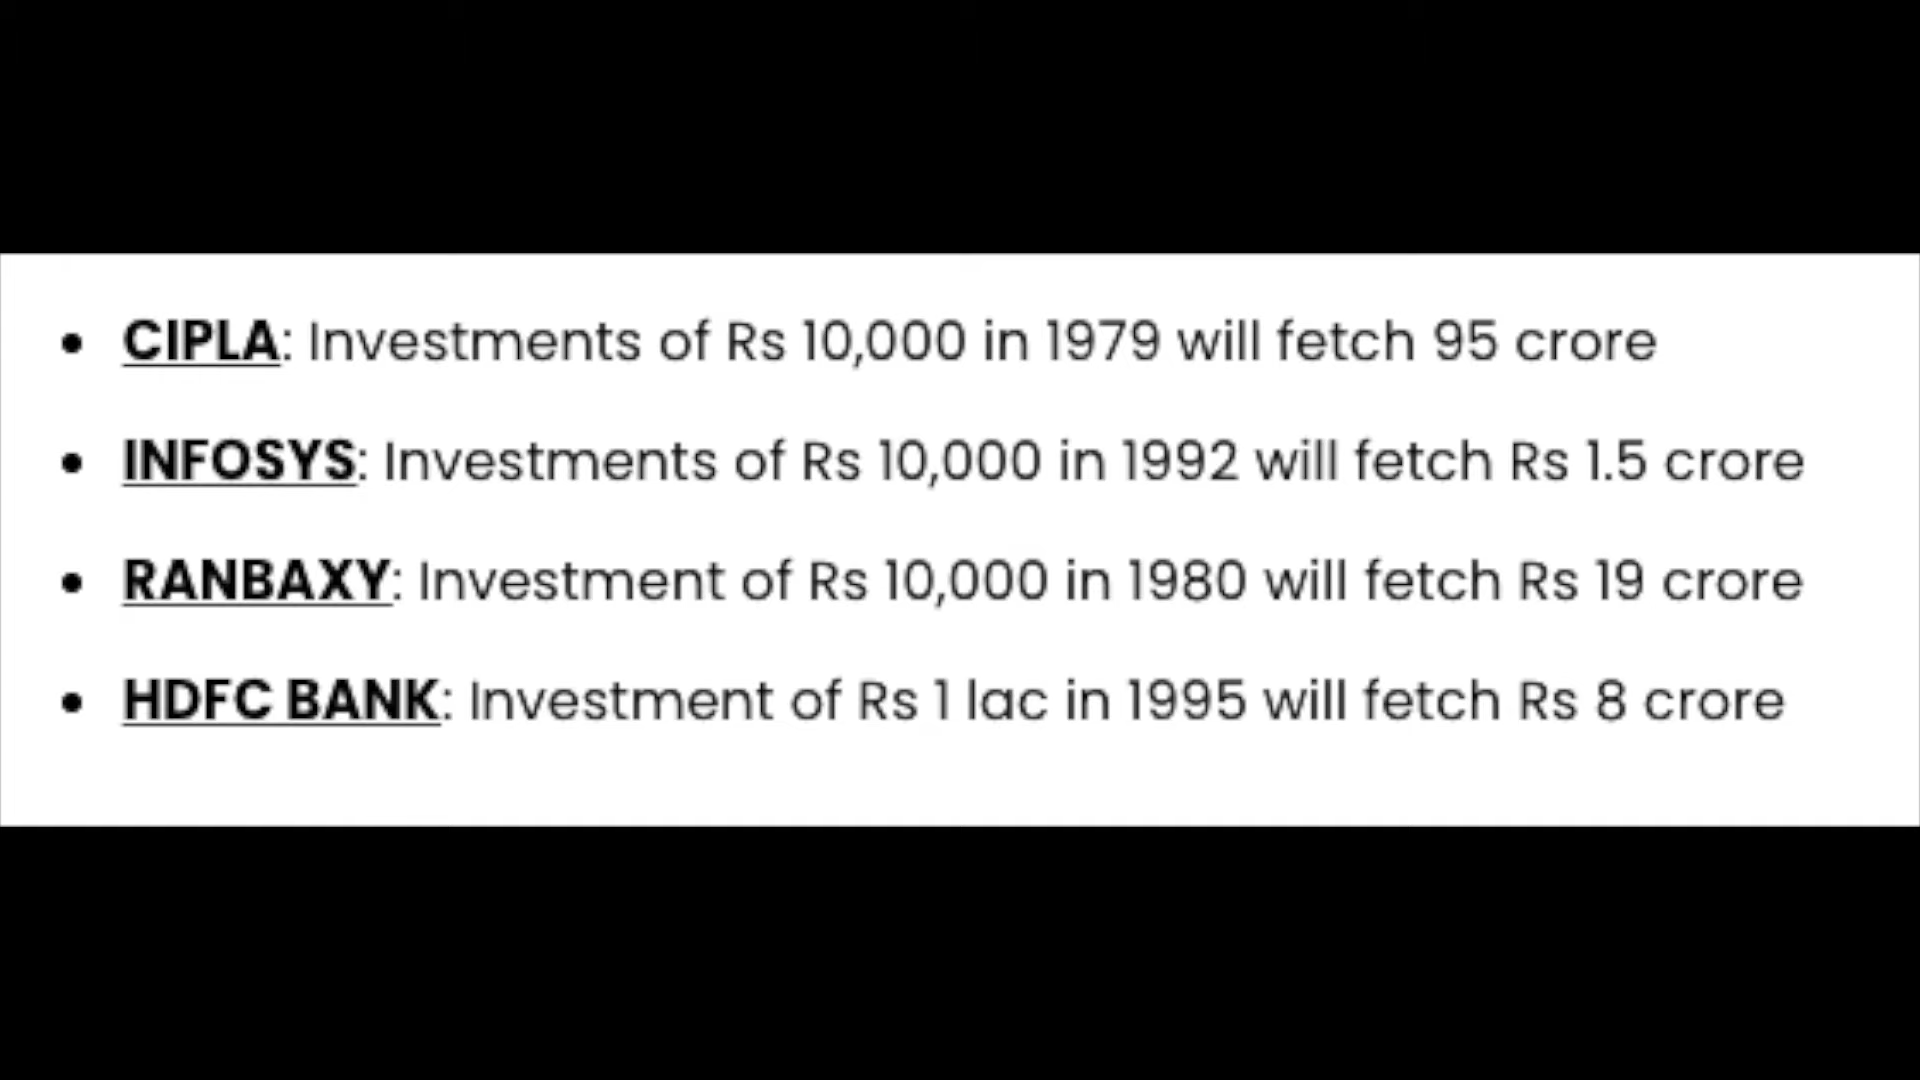 • CIPLA: Investments of Rs 10,000 in 1979 will fetch 95 crore
• INFOSYS: Investments of Rs 10,000 in 1992 will fetch Rs 1.5 crore
• RANBAXY: Investment of Rs 10,000 in 1980 will fetch Rs 19 crore
• HDFC BANK: Investment of Rs 1 lac in 1995 will fetch Rs 8 crore